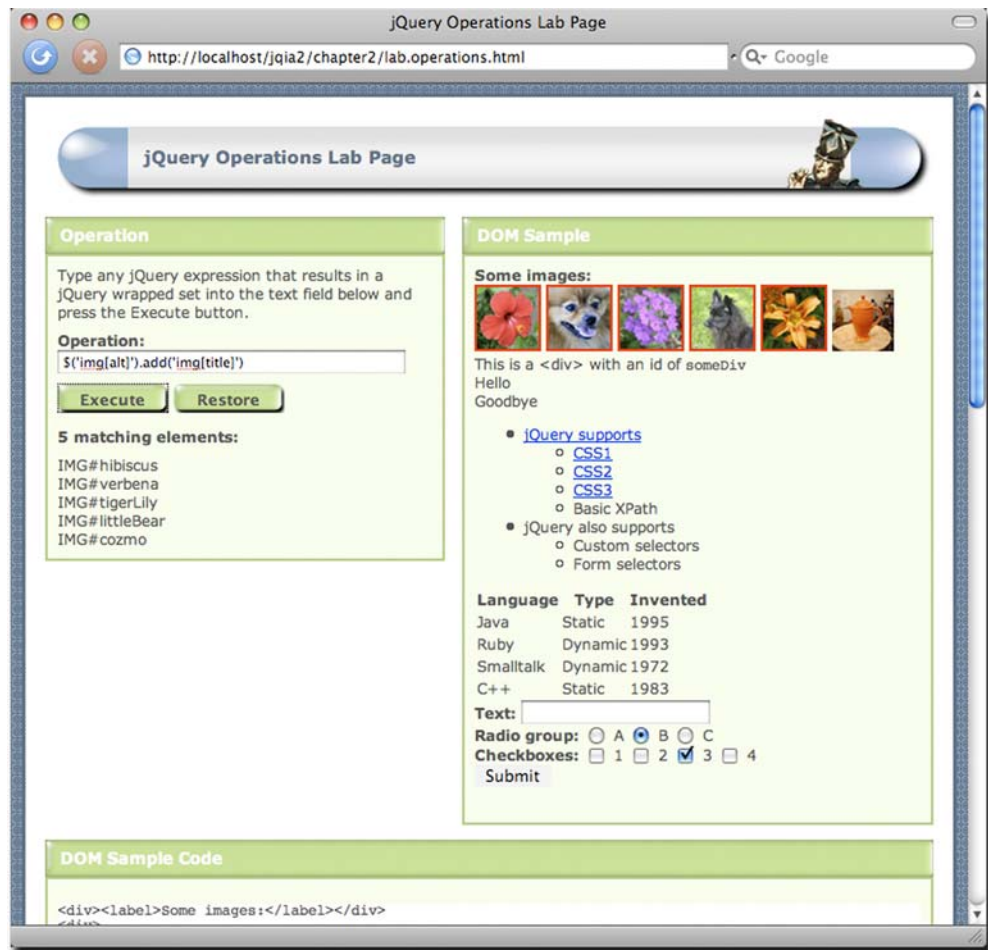 jQuery Operations Lab Page
http://localhost/jqia2/chapter2/lab.operations.html
Google
jQuery Operations Lab Page
Operation
Type any jQuery expression that results in a
jQuery wrapped set into the text field below and
press the Execute button.
Operation:
$('img[alt]').add('img[title]')
Execute Restore
5 matching elements:
IMG#hibiscus
IMG#verbena
IMG#tigerLily
IMG#littleBear
IMG#cozmo
DOM Sample
Some images:
This is a <div> with an id of someDiv
Hello
Goodbye
jQuery supports
CSS1
CSS2
CSS3
Basic XPath
jQuery also supports
Custom selectors
Form selectors
Language Type Invented
Java Static 1995
Ruby Dynamic 1993
Smalltalk Dynamic 1972
C++ Static 1983
Text:
Radio group: A B C
Checkboxes: 1 2 3 4
Submit
DOM Sample Code
<div><label>Some images:</label></div>
<div>